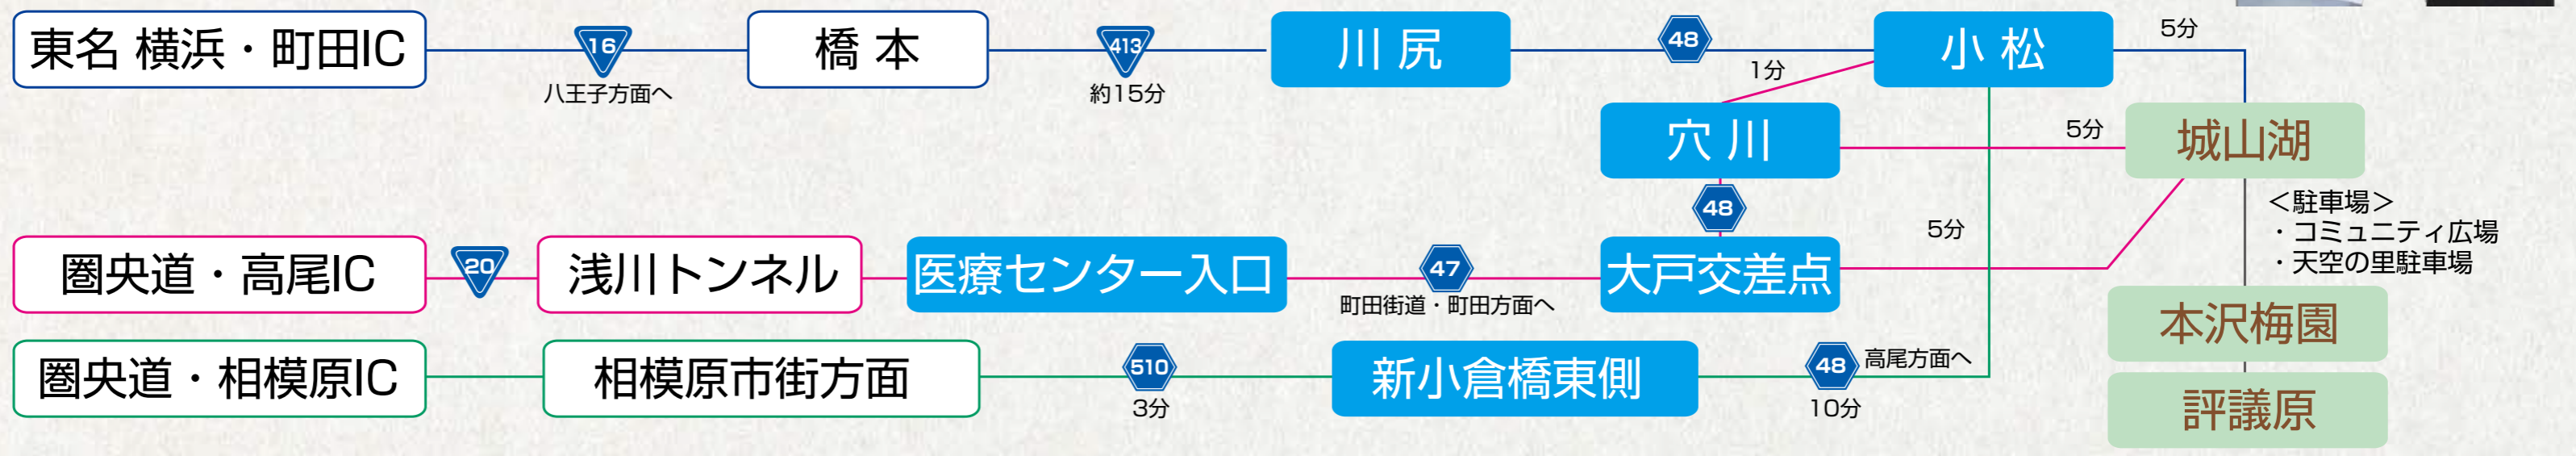 東名 横浜・町田IC
16
八王子方面へ
橋本
413
約15分
川尻
48
小松
5分
1分
穴川
5分
城山湖
48
<駐車場>
・コミュニティ広場
・天空の里駐車場
圏央道・高尾IC
20
浅川トンネル
医療センター入口
47
町田街道・町田方面へ
大戸交差点
5分
本沢梅園
圏央道・相模原IC
相模原市街方面
510
3分
新小倉橋東側
48
高尾方面へ
10分
評議原